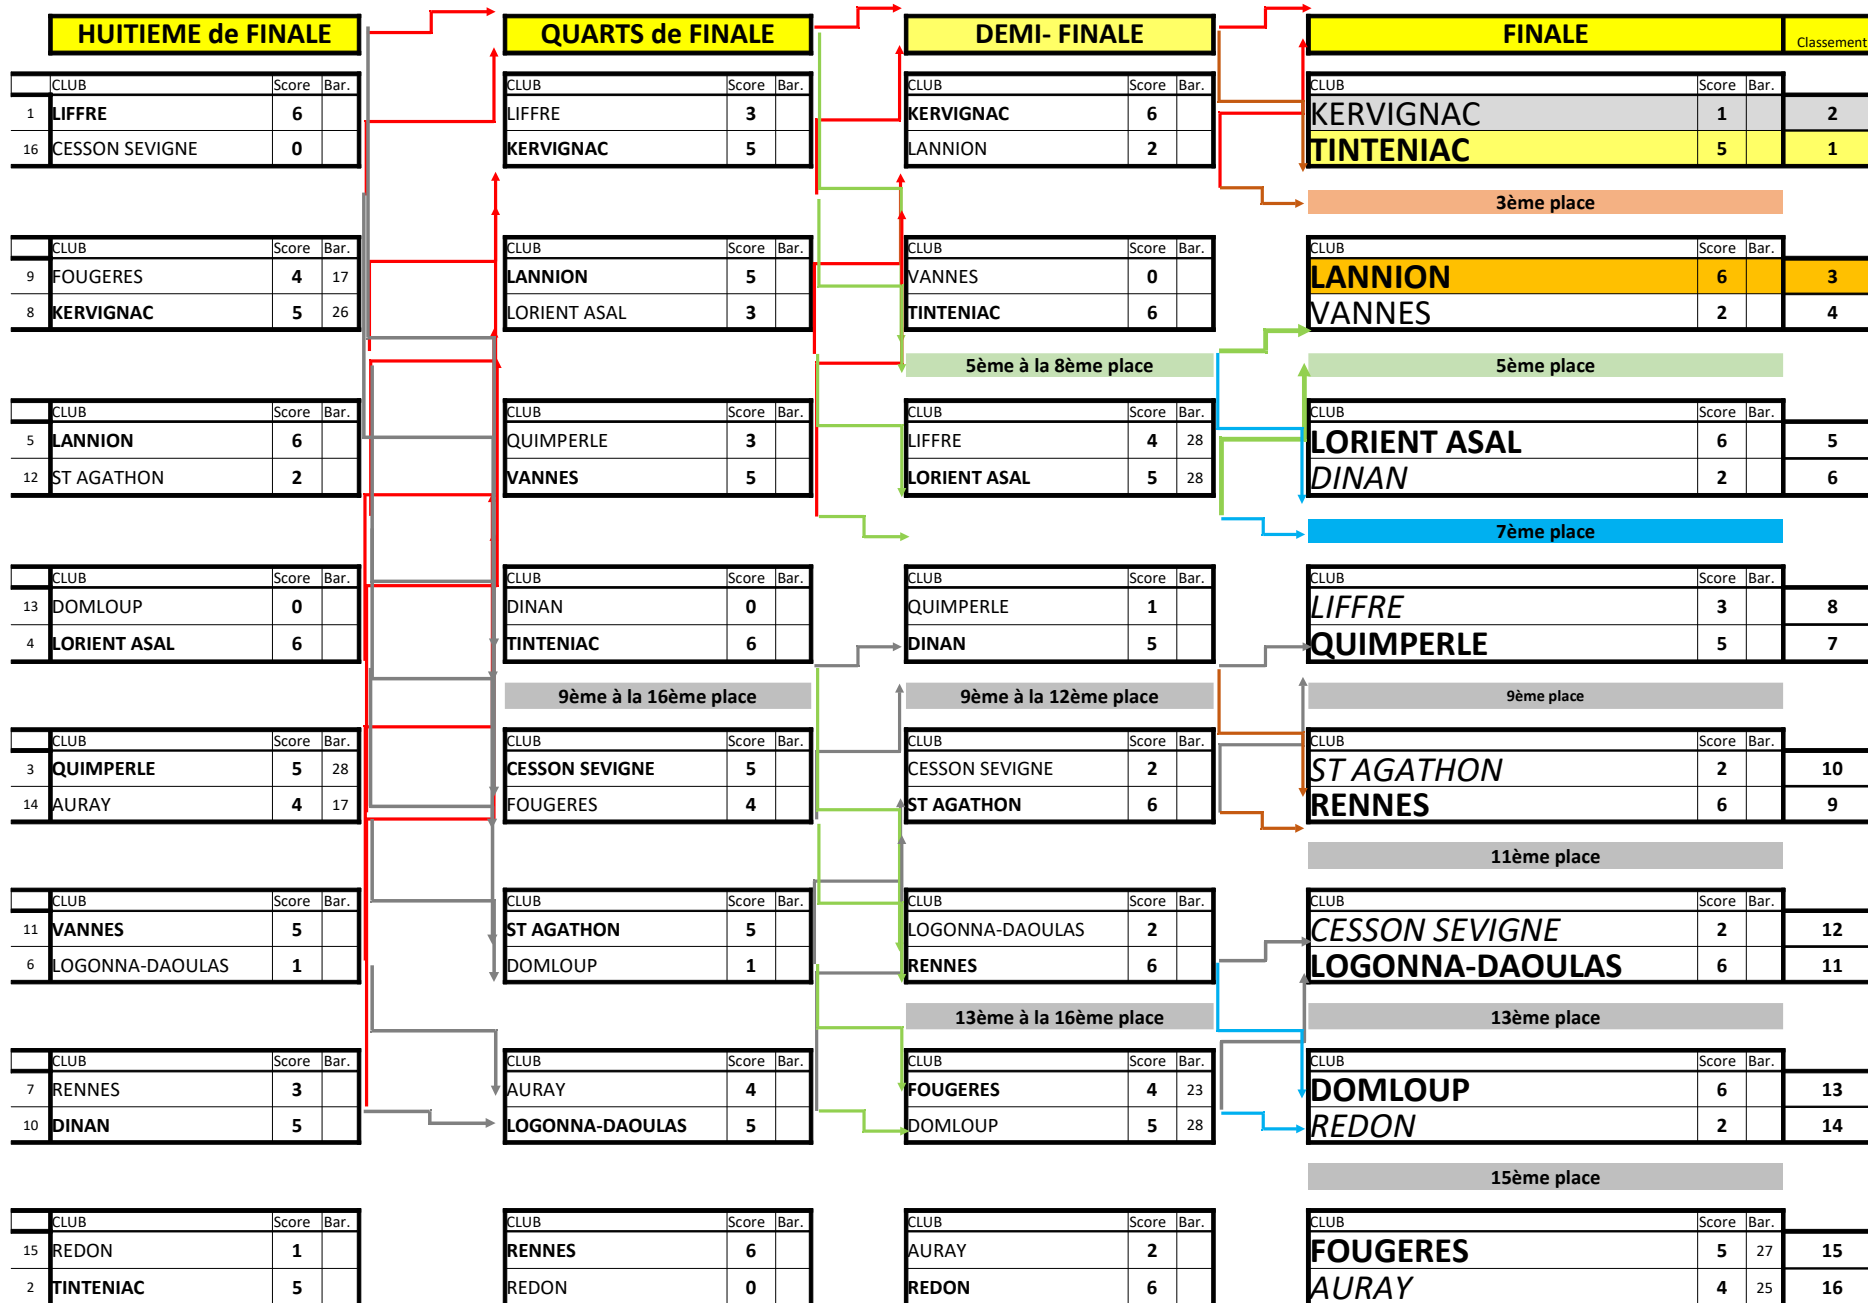 HUITIEME de FINALE QUARTS de FINALE DEMI- FINALE FINALE Classement
CLUB Score Bar. CLUB Score Bar. CLUB Score Bar. CLUB Score Bar.
1 LIFFRE 6 LIFFRE 3 KERVIGNAC 6 KERVIGNAC 1 2
16 CESSON SEVIGNE 0 KERVIGNAC 5 LANNION 2 TINTENIAC 5 1
3ème place
CLUB Score Bar. CLUB Score Bar. CLUB Score Bar. CLUB Score Bar.
9 FOUGERES 4 17 LANNION 5 VANNES 0 LANNION 6 3
8 KERVIGNAC 5 26 LORIENT ASAL 3 TINTENIAC 6 VANNES 2 4
5ème à la 8ème place 5ème place
CLUB Score Bar. CLUB Score Bar. CLUB Score Bar. CLUB Score Bar.
5 LANNION 6 QUIMPERLE 3 LIFFRE 4 28 LORIENT ASAL 6 5
12 ST AGATHON 2 VANNES 5 LORIENT ASAL 5 28 DINAN 2 6
7ème place
CLUB Score Bar. CLUB Score Bar. CLUB Score Bar. CLUB Score Bar.
13 DOMLOUP 0 DINAN 0 QUIMPERLE 1 LIFFRE 3 8
4 LORIENT ASAL 6 TINTENIAC 6 DINAN 5 QUIMPERLE 5 7
9ème à la 16ème place 9ème à la 12ème place 9ème place
CLUB Score Bar. CLUB Score Bar. CLUB Score Bar. CLUB Score Bar.
3 QUIMPERLE 5 28 CESSON SEVIGNE 5 CESSON SEVIGNE 2 ST AGATHON 2 10
14 AURAY 4 17 FOUGERES 4 ST AGATHON 6 RENNES 6 9
11ème place
CLUB Score Bar. CLUB Score Bar. CLUB Score Bar. CLUB Score Bar.
11 VANNES 5 ST AGATHON 5 LOGONNA-DAOULAS 2 CESSON SEVIGNE 2 12
6 LOGONNA-DAOULAS 1 DOMLOUP 1 RENNES 6 LOGONNA-DAOULAS 6 11
13ème à la 16ème place 13ème place
CLUB Score Bar. CLUB Score Bar. CLUB Score Bar. CLUB Score Bar.
7 RENNES 3 AURAY 4 FOUGERES 4 23 DOMLOUP 6 13
10 DINAN 5 LOGONNA-DAOULAS 5 DOMLOUP 5 28 REDON 2 14
15ème place
CLUB Score Bar. CLUB Score Bar. CLUB Score Bar. CLUB Score Bar.
15 REDON 1 RENNES 6 AURAY 2 FOUGERES 5 27 15
2 TINTENIAC 5 REDON 0 REDON 6 AURAY 4 25 16